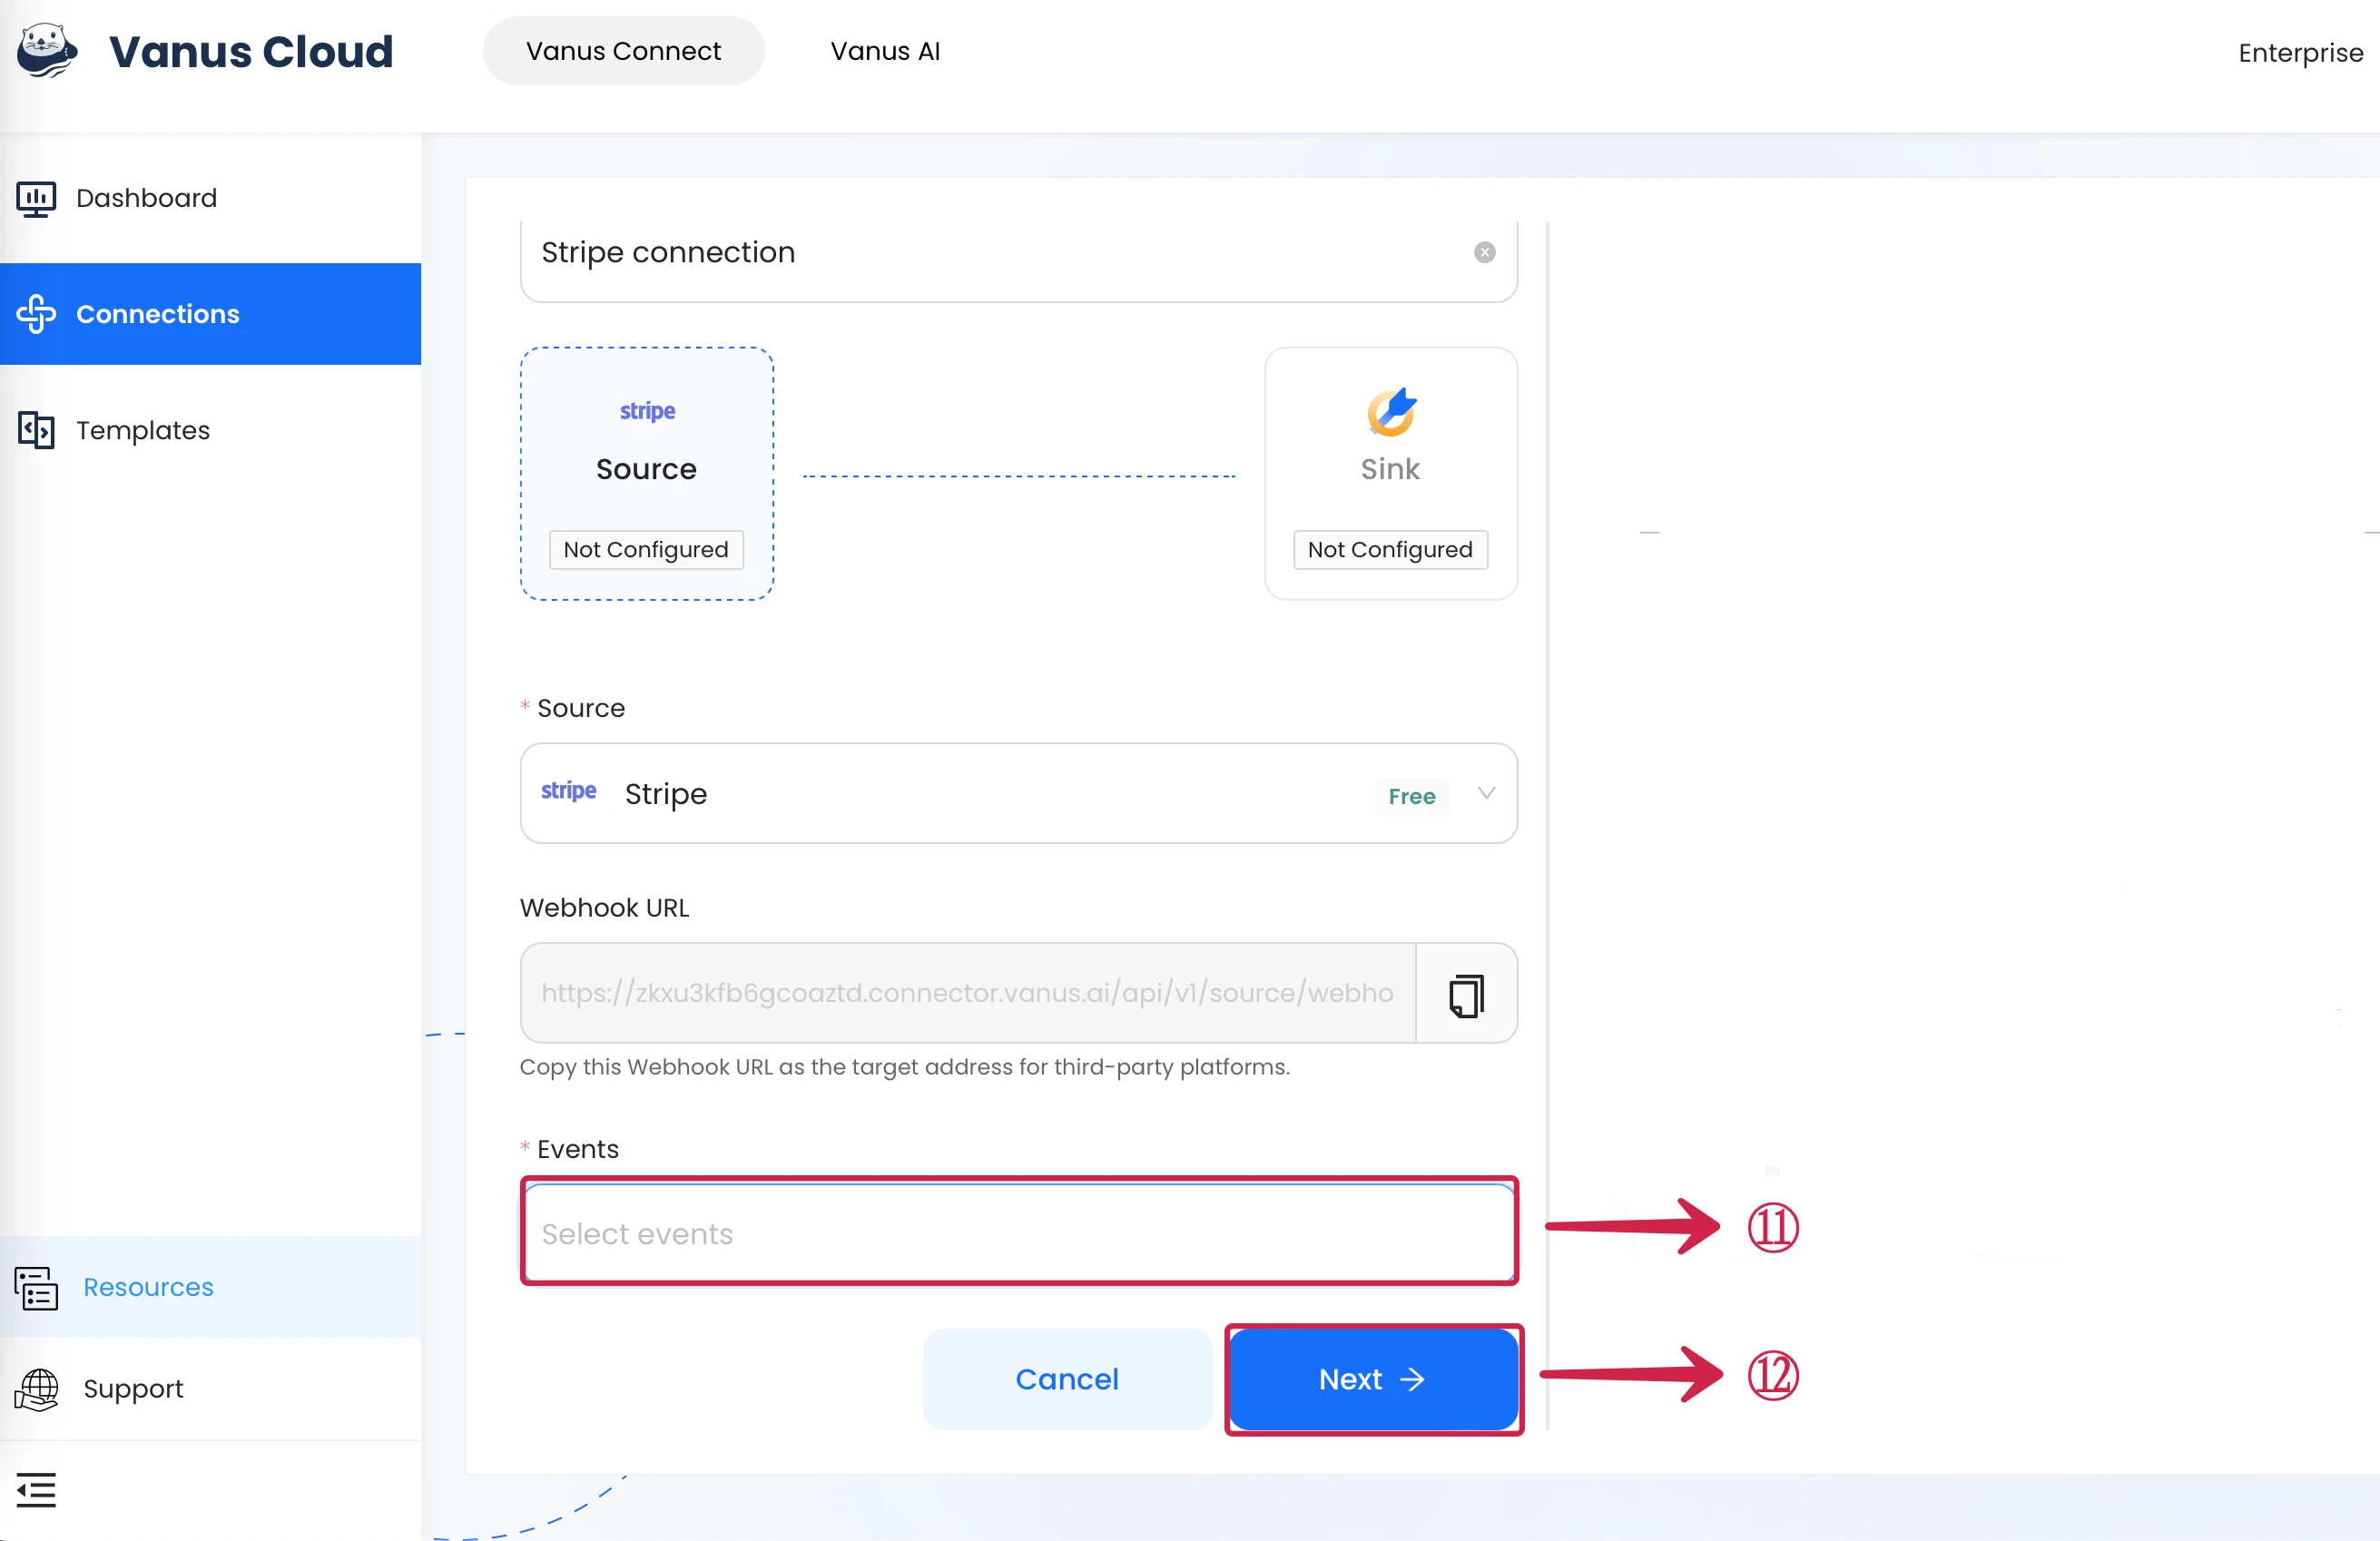 Vanus Cloud
Vanus Connect
Vanus AI
Enterprise
Dashboard
Connections
Templates
Resources
Support
Stripe connection
stripe
Source
Not Configured
Sink
Not Configured
* Source
stripe Stripe Free
Webhook URL
https://zkxu3kfb6gcoaztd.connector.vanus.ai/api/v1/source/webho
Copy this Webhook URL as the target address for third-party platforms.
* Events
Select events
⑪
Cancel
Next →
⑫